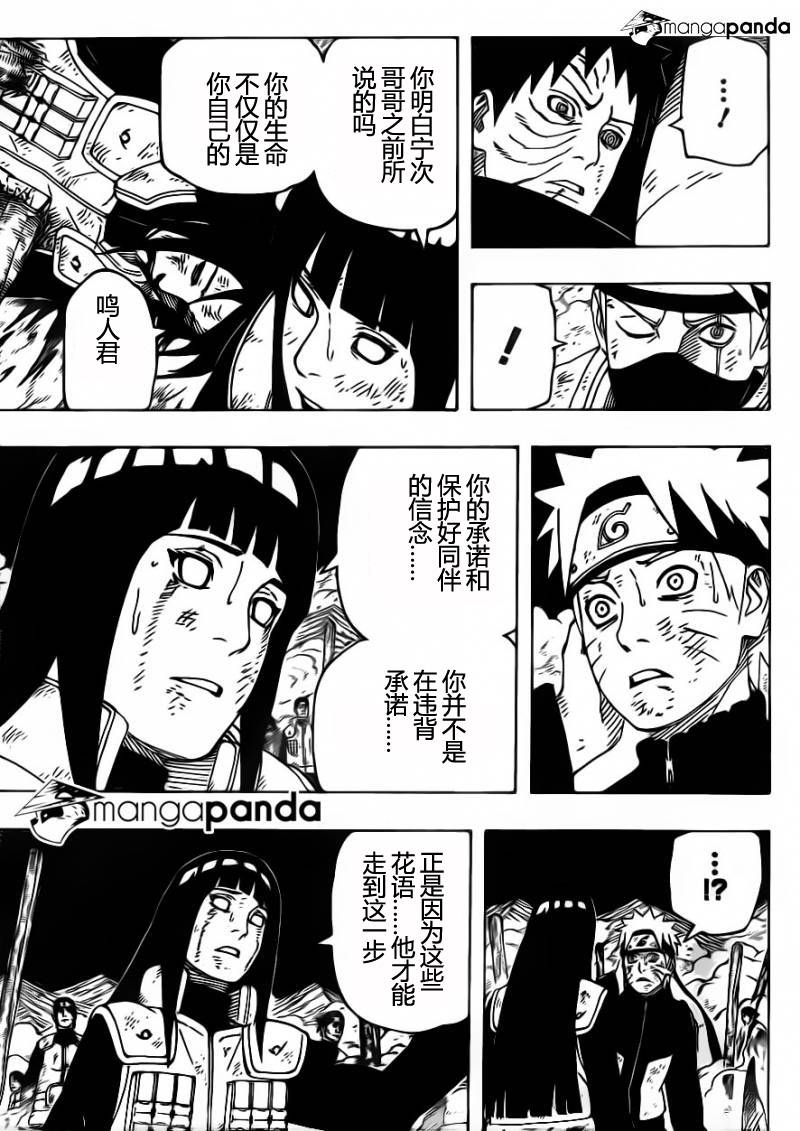 mangapanda
…!
你明白宁次
哥哥之前所
说的吗
你的生命
不仅仅是
你自己的
鸣人君
!
你的承诺和
保护好同伴
的信念……
你并不是
在违背
承诺……
mangapanda
…!?
正是因为这些
花语……他才能
走到这一步